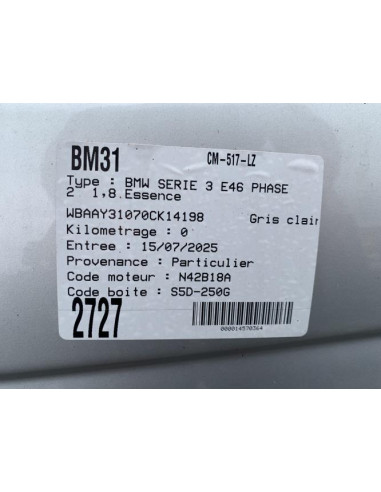 BM31 CM-517-LZ
Type : BMW SERIE 3 E46 PHASE
2 1,8 Essence
WBAAY31070CK14198 Gris clair
Kilometrage : 0
Entree : 15/07/2025
Provenance : Particulier
Code moteur : N42B18A
Code boite : S5D-250G
2727
000014570364